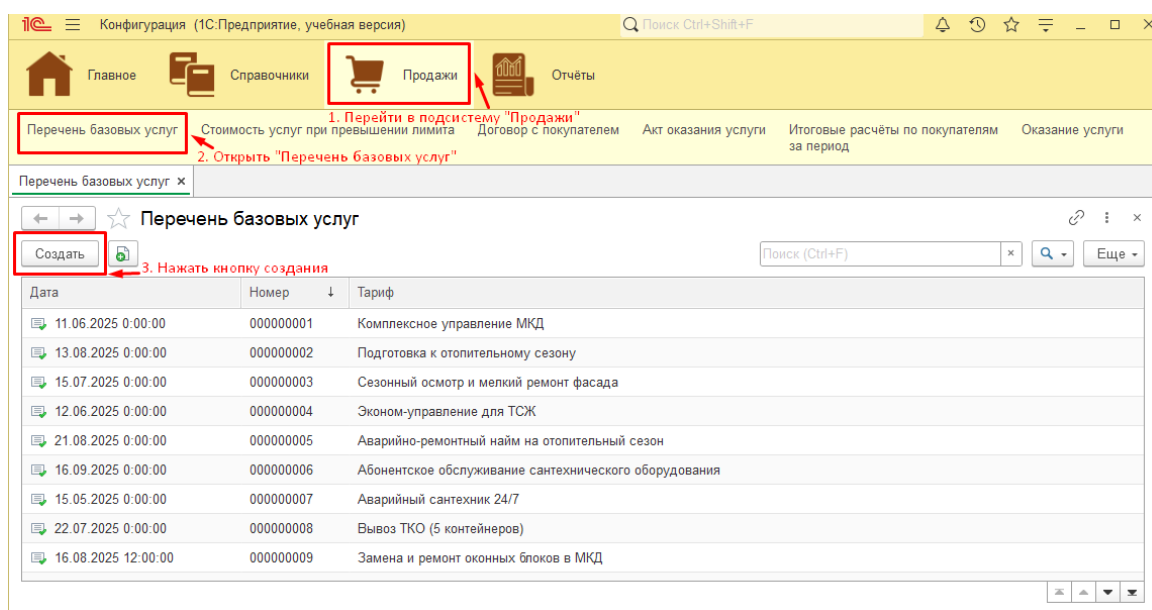 1С Конфигурация (1С:Предприятие, учебная версия) Поиск Ctrl+Shift+F
Главное Справочники Продажи Отчёты
1. Перейти в подсистему "Продажи"
Перечень базовых услуг Стоимость услуг при превышении лимита Договор с покупателем Акт оказания услуги Итоговые расчёты по покупателям Оказание услуги
за период
2. Открыть "Перечень базовых услуг"
Перечень базовых услуг
Перечень базовых услуг
Создать Поиск (Ctrl+F) Еще
3. Нажать кнопку создания
Дата Номер Тариф
11.06.2025 0:00:00 000000001 Комплексное управление МКД
13.08.2025 0:00:00 000000002 Подготовка к отопительному сезону
15.07.2025 0:00:00 000000003 Сезонный осмотр и мелкий ремонт фасада
12.06.2025 0:00:00 000000004 Эконом-управление для ТСЖ
21.08.2025 0:00:00 000000005 Аварийно-ремонтный найм на отопительный сезон
16.09.2025 0:00:00 000000006 Абонентское обслуживание сантехнического оборудования
15.05.2025 0:00:00 000000007 Аварийный сантехник 24/7
22.07.2025 0:00:00 000000008 Вывоз ТКО (5 контейнеров)
16.08.2025 12:00:00 000000009 Замена и ремонт оконных блоков в МКД